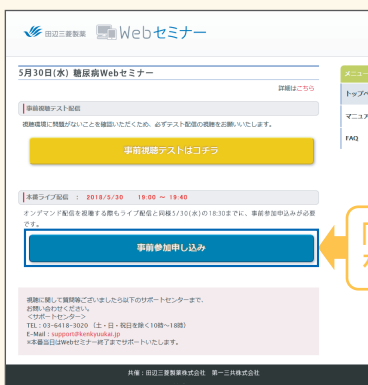 田辺三菱製薬 Webセミナー
5月30日(水) 糖尿病Webセミナー
詳細はこちら
事前視聴テスト配信
視聴環境に問題がないことを確認いただくため、必ずテスト配信の視聴をお願いいたします。
事前視聴テストはコチラ
本番ライブ配信 : 2018/5/30 19:00 ～ 19:40
オンデマンド配信を視聴する際もライブ配信と同様5/30(水)の18:30までに、事前参加申込みが必要
です。
事前参加申し込み
視聴に関して質問等ございましたら以下のサポートセンターまで、
お問い合わせください。
<サポートセンター>
TEL：03-6418-3020 （土・日・祝日を除く10時～18時）
E-Mail：support@kenkyuukai.jp
※本番当日はWebセミナー終了までサポートいたします。
メニュー
トップペ
マニュア
FAQ
共催：田辺三菱製薬株式会社 第一三共株式会社